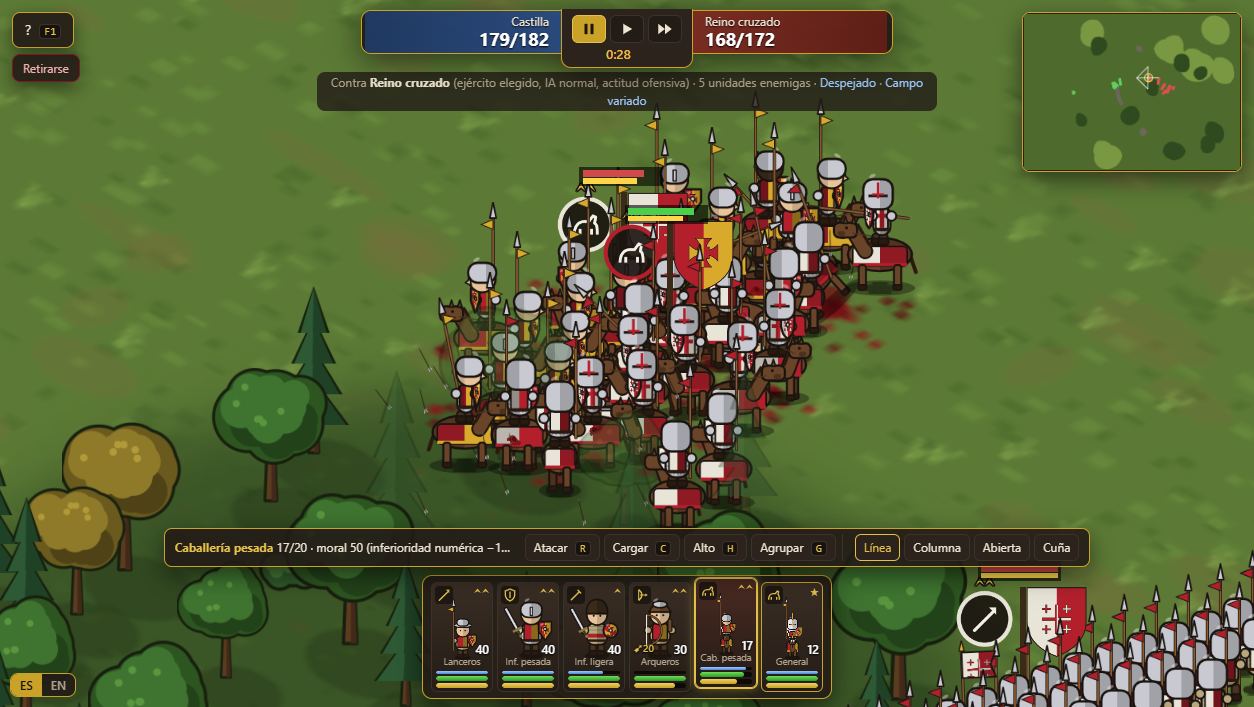 ? F1
Retirarse
Castilla
179/182
0:28
Reino cruzado
168/172
Contra Reino cruzado (ejército elegido, IA normal, actitud ofensiva) · 5 unidades enemigas · Despejado · Campo
variado
Caballería pesada 17/20 · moral 50 (inferioridad numérica −1...
Atacar R
Cargar C
Alto H
Agrupar G
Línea
Columna
Abierta
Cuña
40
Lanceros
40
Inf. pesada
40
Inf. ligera
20
30
Arqueros
17
Cab. pesada
12
General
ES EN